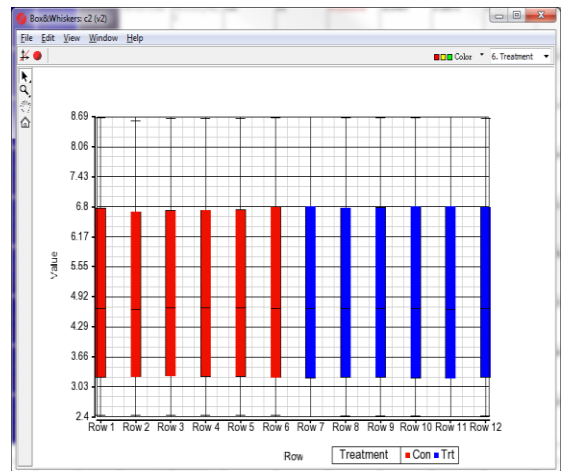 Box&Whiskers: c2 (v2)
File Edit View Window Help
Color 6. Treatment
8.69
8.06
7.43
6.8
6.17
5.55
4.92
4.29
3.66
3.03
2.4
Value
Row 1 Row 2 Row 3 Row 4 Row 5 Row 6 Row 7 Row 8 Row 9 Row 10 Row 11 Row 12
Row
Treatment Con Trt